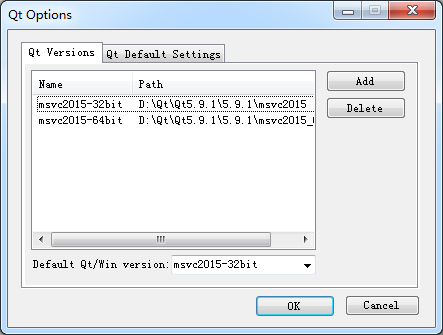 Qt Options
Qt Versions Qt Default Settings
Name Path
msvc2015-32bit D:\Qt\Qt5.9.1\5.9.1\msvc2015
msvc2015-64bit D:\Qt\Qt5.9.1\5.9.1\msvc2015_
Add
Delete
Default Qt/Win version: msvc2015-32bit
OK Cancel